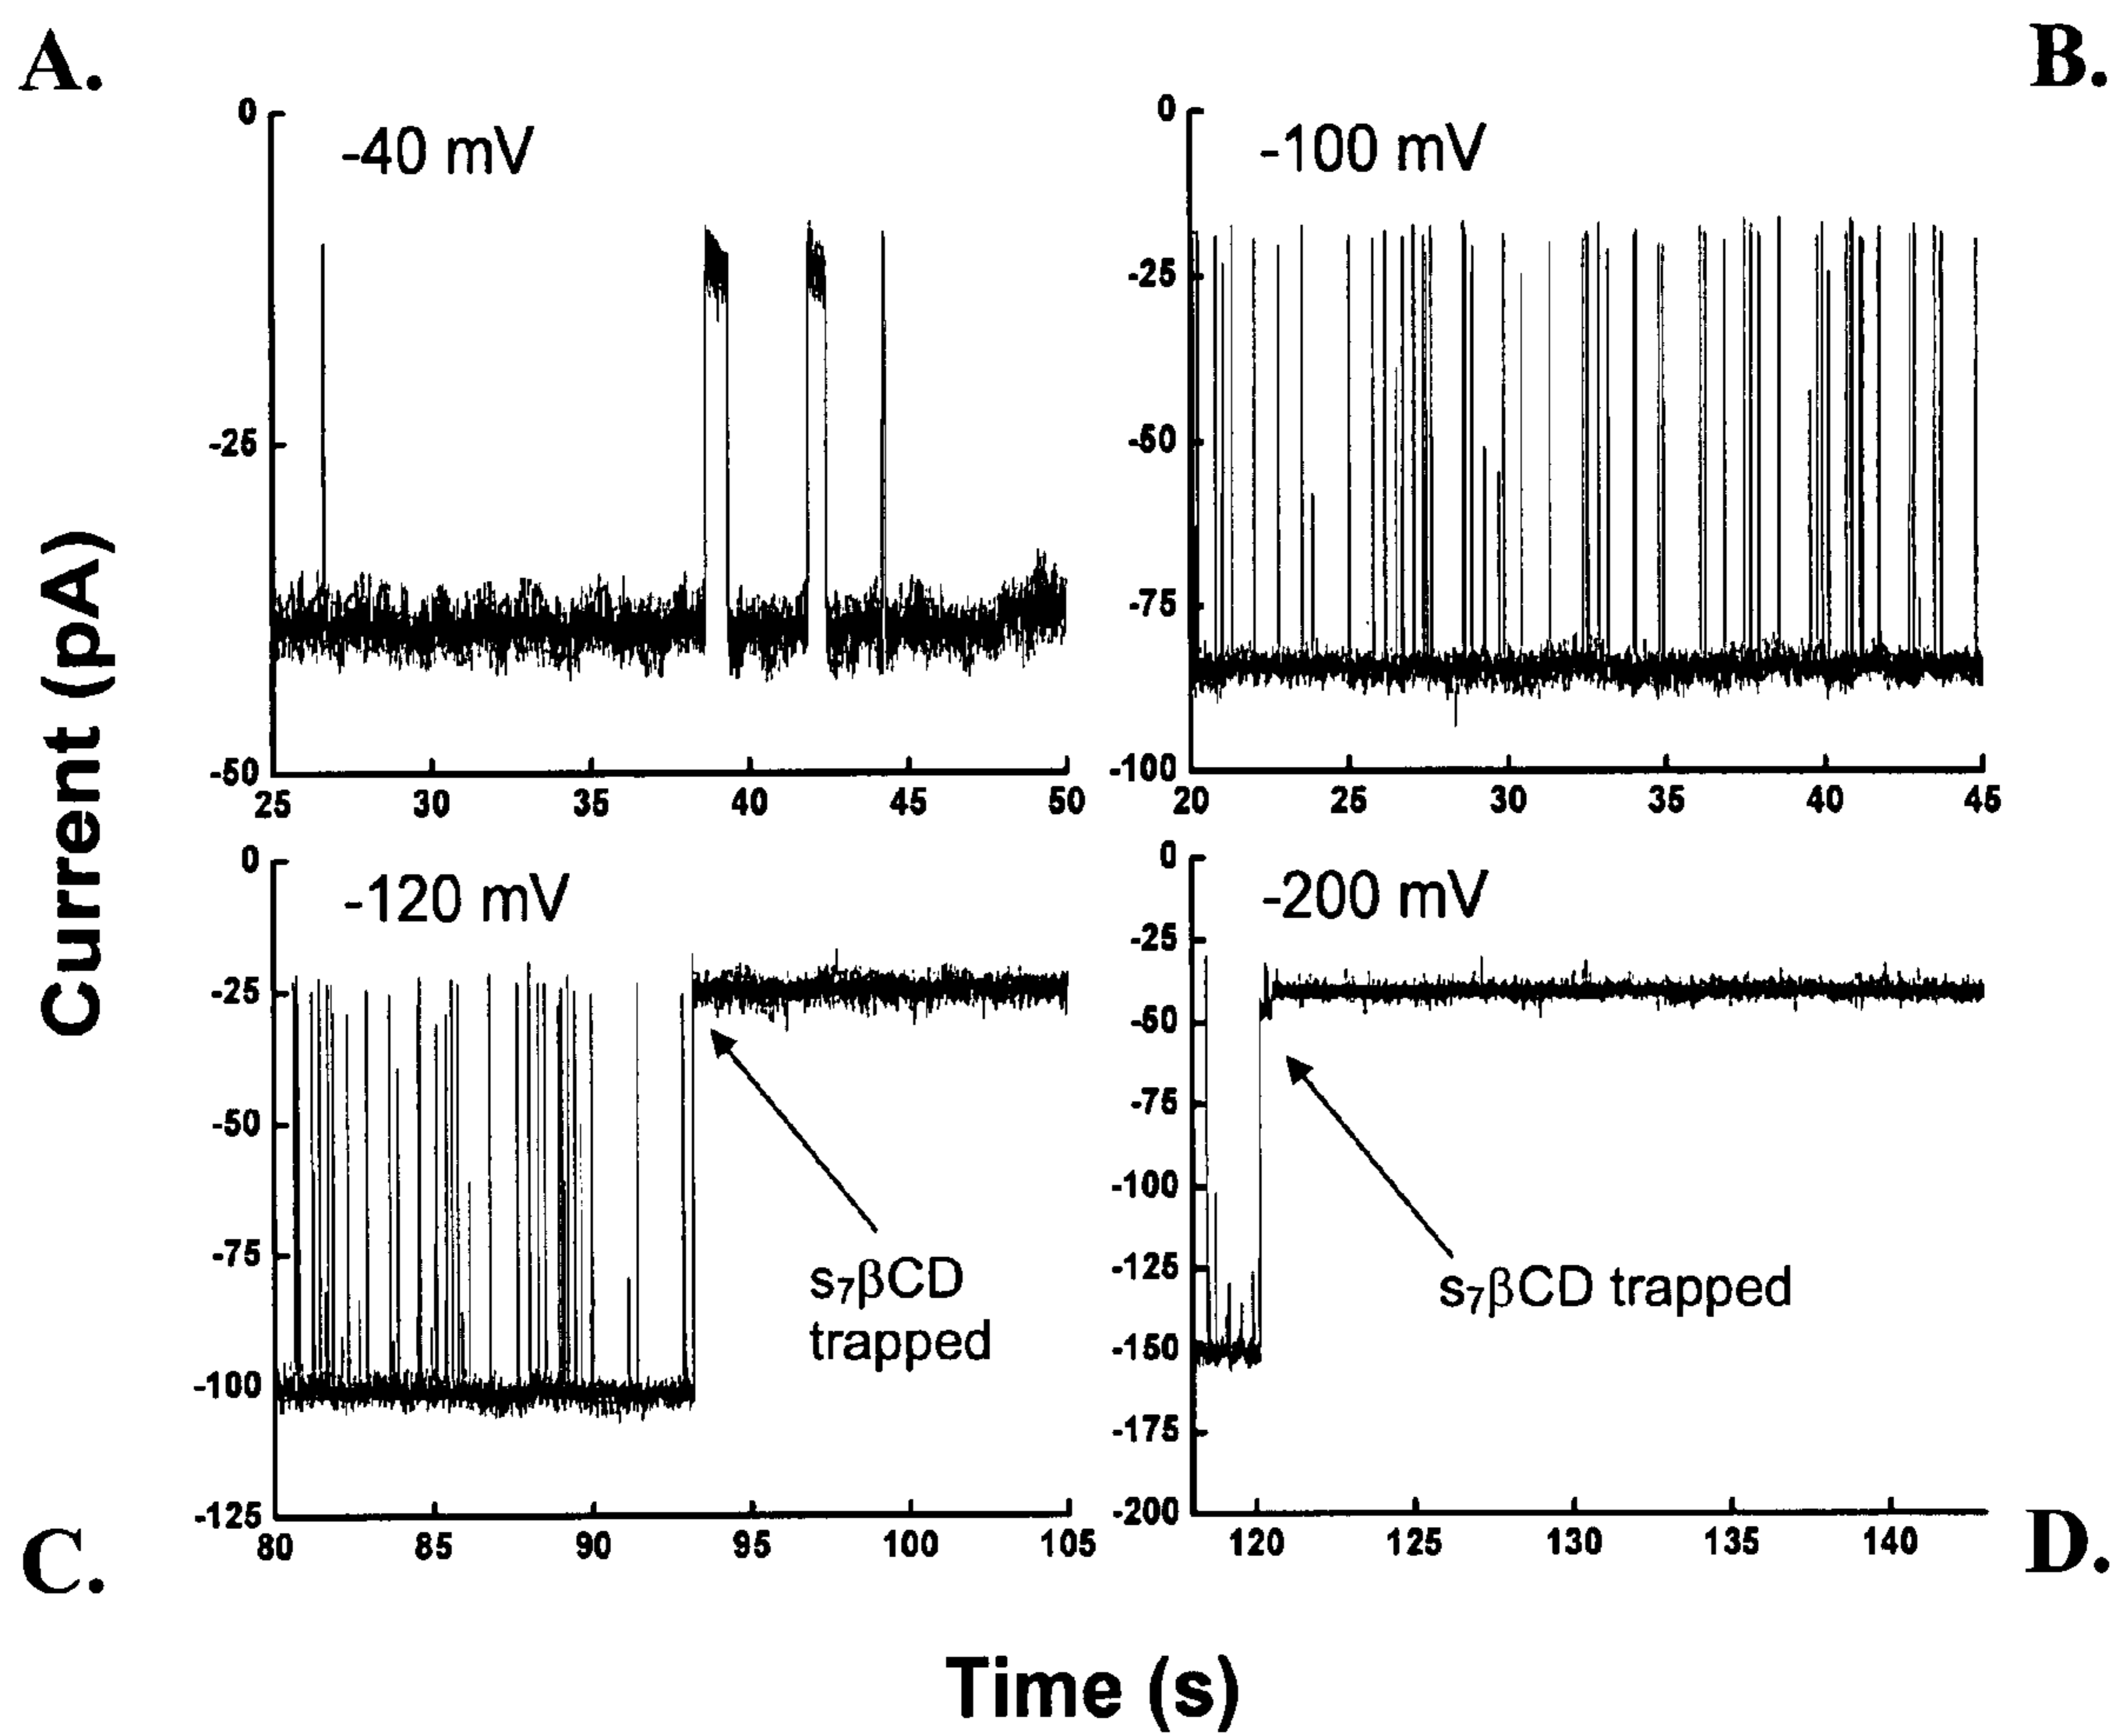 A.
B.
Current (pA)
-40 mV
0
-25
-50
25 30 35 40 45 50
-100 mV
0
-25
-50
-75
-100
20 25 30 35 40 45
-120 mV
0
-25
-50
-75
-100
-125
80 85 90 95 100 105
s₇βCD
trapped
-200 mV
0
-25
-50
-75
-100
-125
-150
-175
-200
120 125 130 135 140
s₇βCD trapped
C.
D.
Time (s)